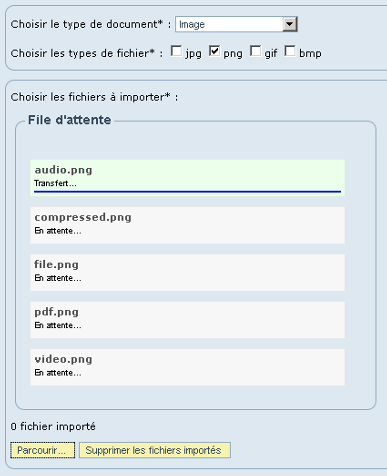 Choisir le type de document* : Image
Choisir les types de fichier* : jpg png gif bmp
Choisir les fichiers à importer* :
File d'attente
audio.png
Transfert...
compressed.png
En attente...
file.png
En attente...
pdf.png
En attente...
video.png
En attente...
0 fichier importé
Parcourir... Supprimer les fichiers importés